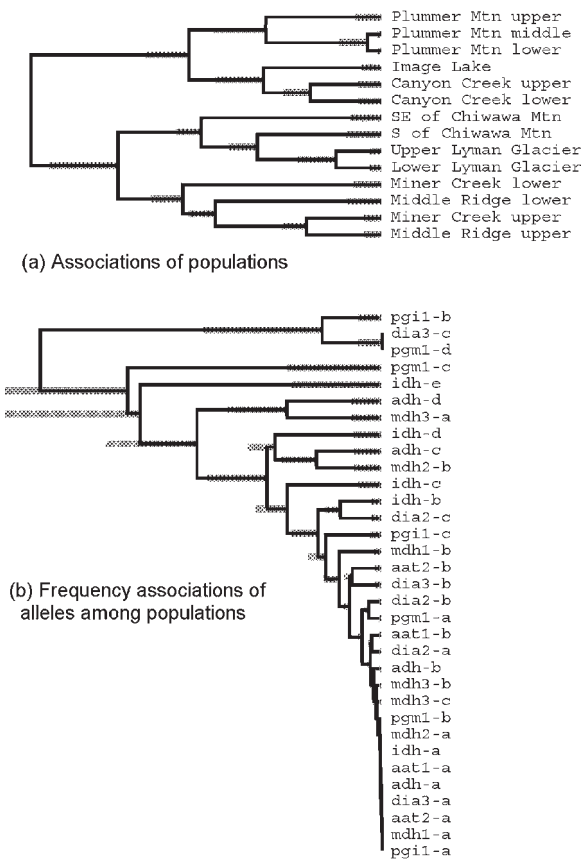 Plummer Mtn upper
Plummer Mtn middle
Plummer Mtn lower
Image Lake
Canyon Creek upper
Canyon Creek lower
SE of Chiwawa Mtn
S of Chiwawa Mtn
Upper Lyman Glacier
Lower Lyman Glacier
Miner Creek lower
Middle Ridge lower
Miner Creek upper
Middle Ridge upper
(a) Associations of populations
pgi1-b
dia3-c
pgm1-d
pgm1-c
idh-e
adh-d
mdh3-a
idh-d
adh-c
mdh2-b
idh-c
idh-b
dia2-c
pgi1-c
mdh1-b
aat2-b
dia3-b
dia2-b
pgm1-a
aat1-b
dia2-a
adh-b
mdh3-b
mdh3-c
pgm1-b
mdh2-a
idh-a
aat1-a
adh-a
dia3-a
aat2-a
mdh1-a
pgi1-a
(b) Frequency associations of
alleles among populations